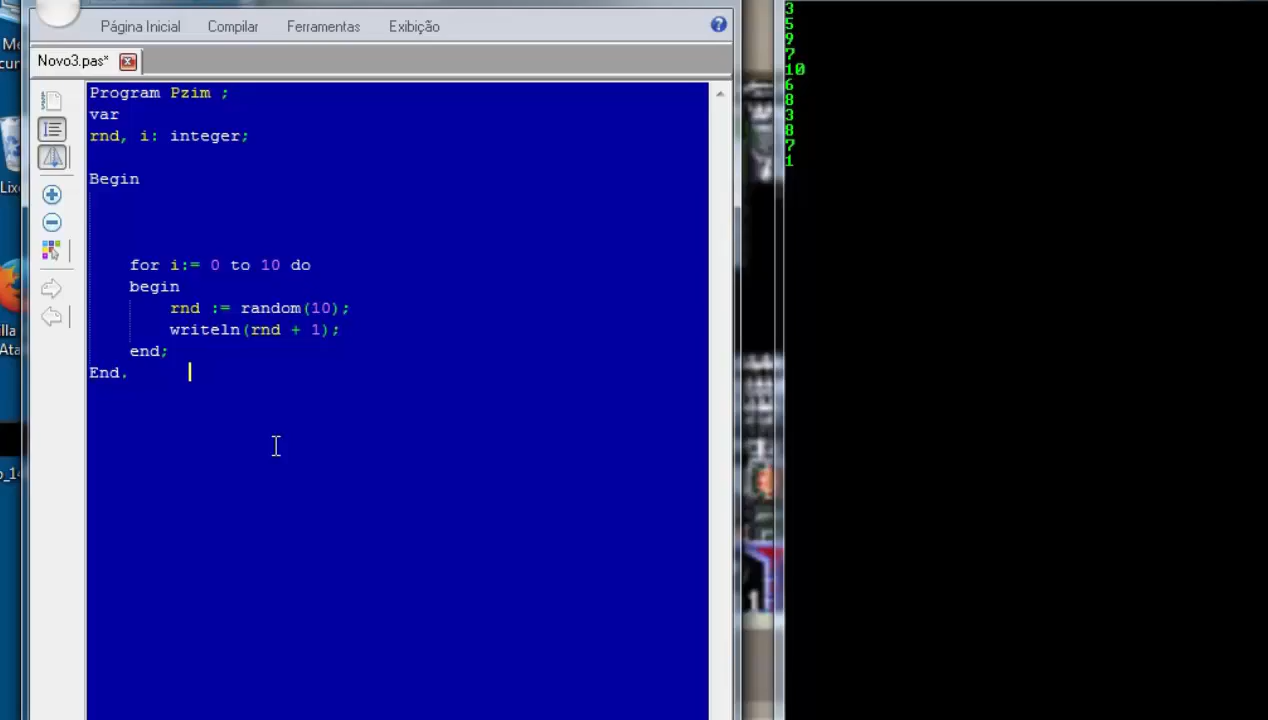 Página Inicial Compilar Ferramentas Exibição
Novo3.pas*
Program Pzim ;
var
rnd, i: integer;
Begin
for i:= 0 to 10 do
begin
rnd := random(10);
writeln(rnd + 1);
end;
End.
3
5
9
7
10
6
8
3
8
7
1